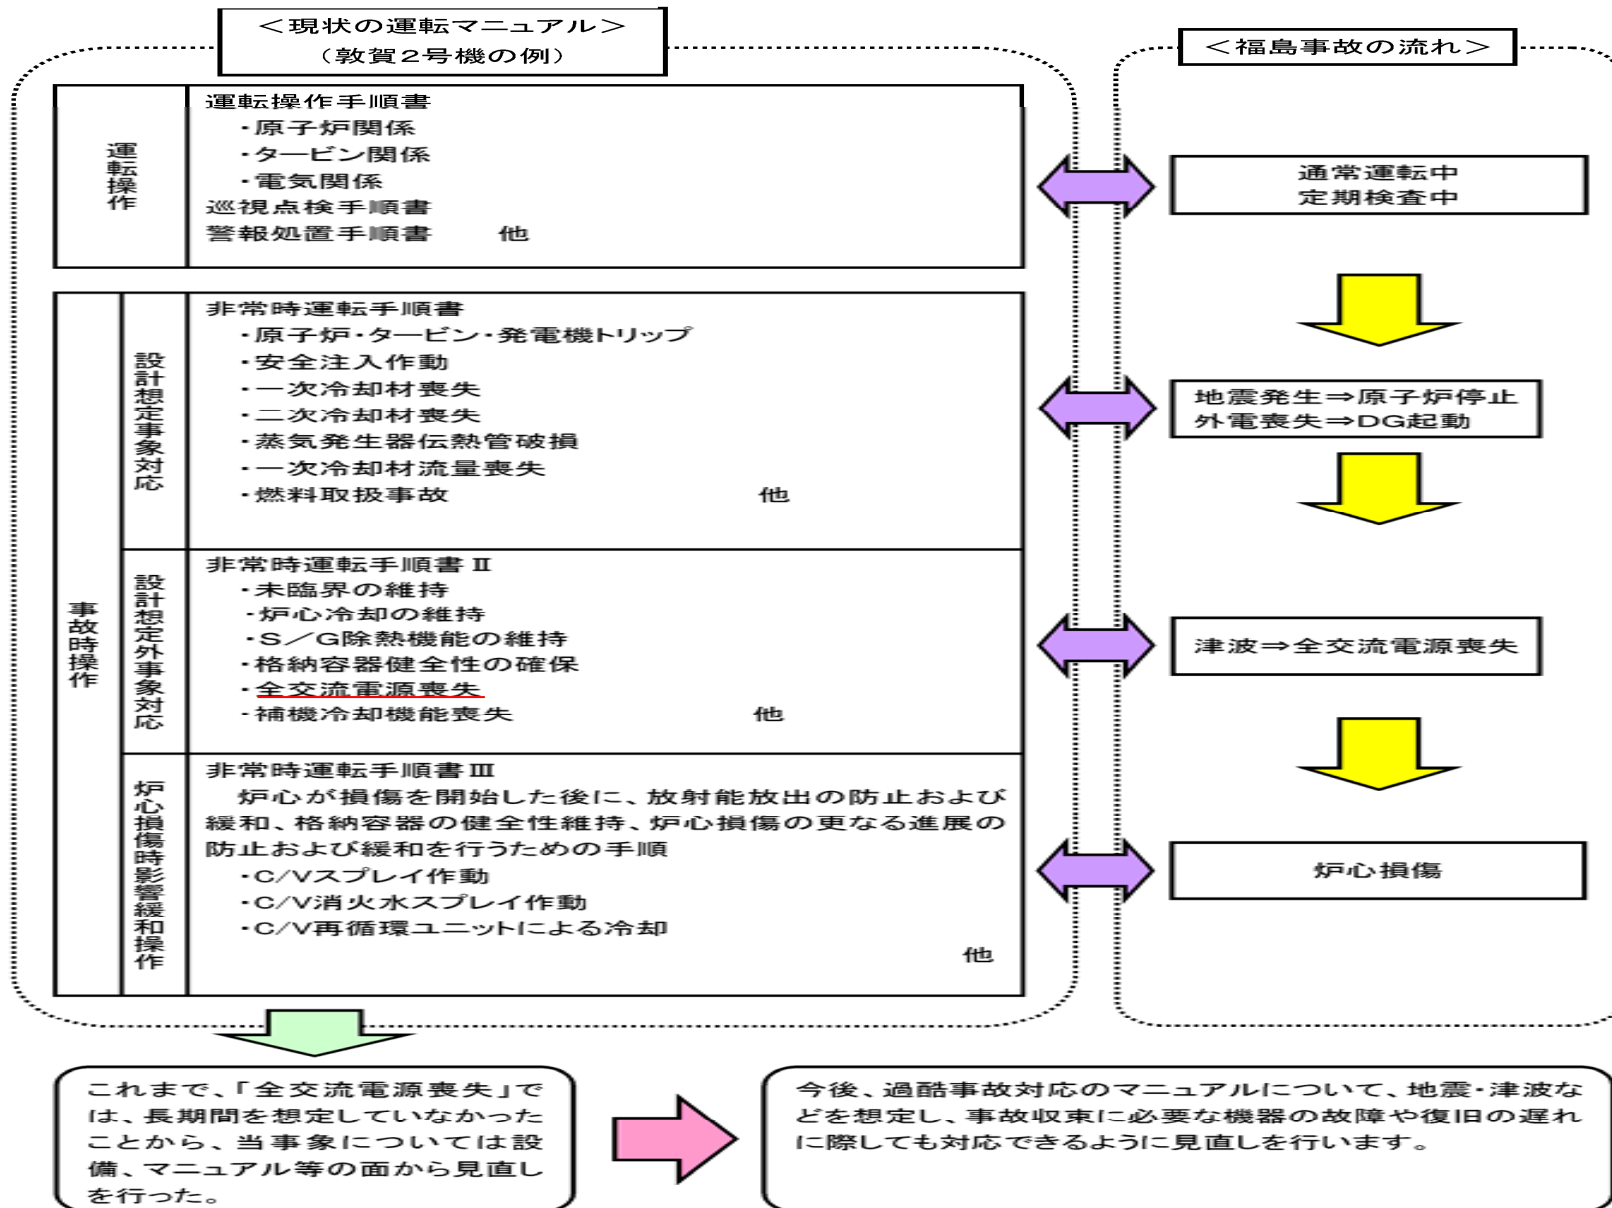 ＜現状の運転マニュアル＞
（敦賀２号機の例）
運転操作
運転操作手順書
・原子炉関係
・タービン関係
・電気関係
巡視点検手順書
警報処置手順書　　他
事故時操作
設計想定事象対応
非常時運転手順書
・原子炉・タービン・発電機トリップ
・安全注入作動
・一次冷却材喪失
・二次冷却材喪失
・蒸気発生器伝熱管破損
・一次冷却材流量喪失
・燃料取扱事故　　他
設計想定外事象対応
非常時運転手順書Ⅱ
・未臨界の維持
・炉心冷却の維持
・Ｓ／Ｇ除熱機能の維持
・格納容器健全性の確保
・全交流電源喪失
・補機冷却機能喪失　　他
炉心損傷時影響緩和操作
非常時運転手順書Ⅲ
炉心が損傷を開始した後に、放射能放出の防止および
緩和、格納容器の健全性維持、炉心損傷の更なる進展の
防止および緩和を行うための手順
・C/Vスプレイ作動
・C/V消火水スプレイ作動
・C/V再循環ユニットによる冷却
他
＜福島事故の流れ＞
通常運転中
定期検査中
地震発生⇒原子炉停止
外電喪失⇒DG起動
津波⇒全交流電源喪失
炉心損傷
これまで、「全交流電源喪失」で
は、長期間を想定していなかった
ことから、当事象については設
備、マニュアル等の面から見直し
を行った。
今後、過酷事故対応のマニュアルについて、地震・津波な
どを想定し、事故収束に必要な機器の故障や復旧の遅れ
に際しても対応できるように見直しを行います。